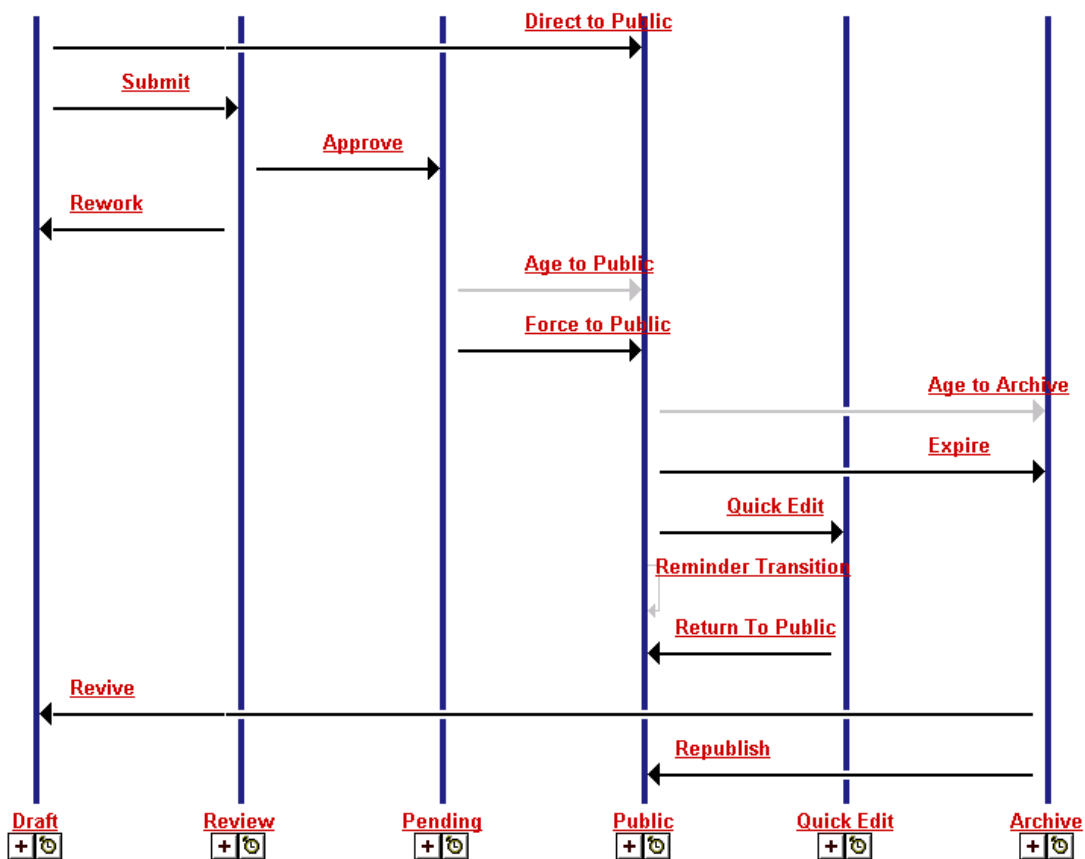 Direct to Public
Submit
Approve
Rework
Age to Public
Force to Public
Age to Archive
Expire
Quick Edit
Reminder Transition
Return To Public
Revive
Republish
Draft Review Pending Public Quick Edit Archive
+ + + + + +